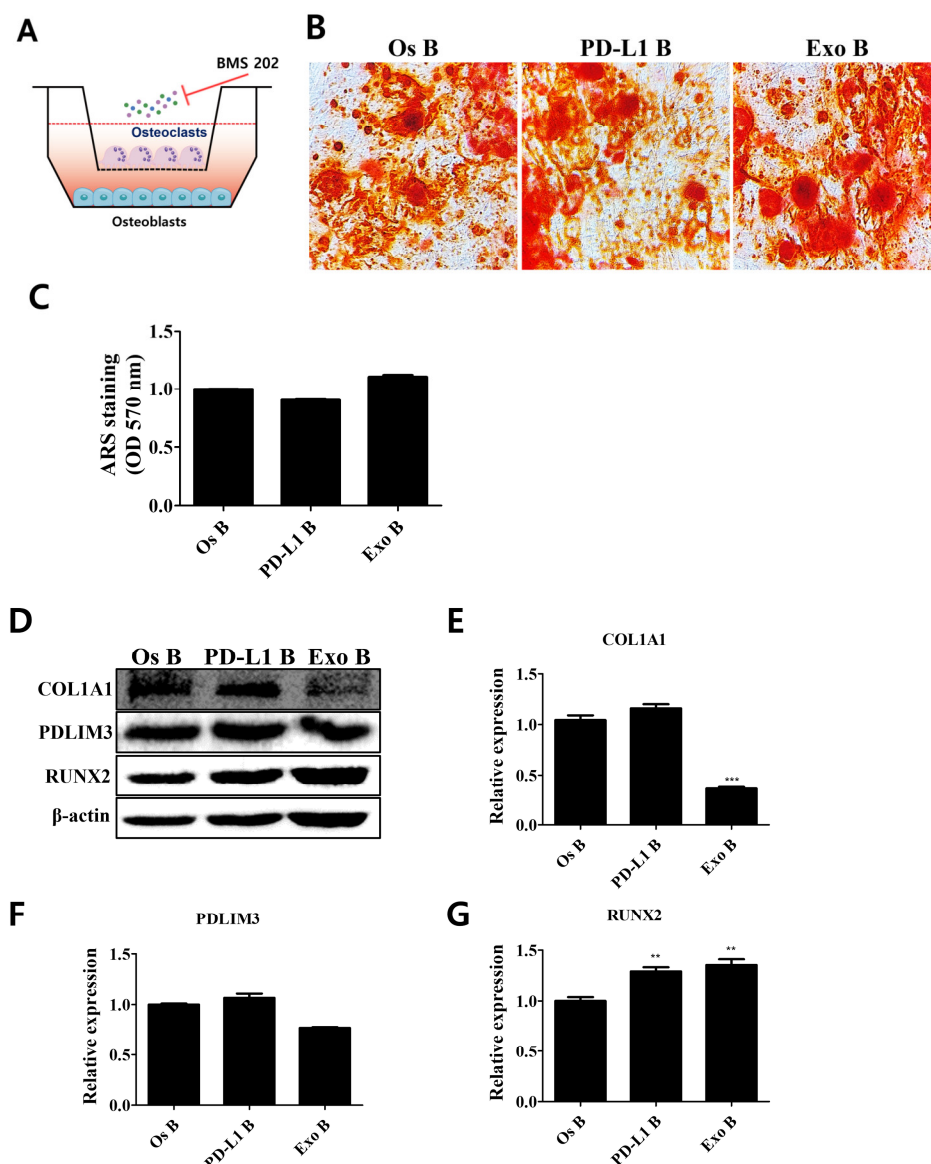 A
BMS 202
Osteoclasts
Osteoblasts
B
Os B PD-L1 B Exo B
C
ARS staining
(OD 570 nm)
1.5
1.0
0.5
0.0
Os B
PD-L1 B
Exo B
D
Os B PD-L1 B Exo B
COL1A1
PDLIM3
RUNX2
β-actin
E
COL1A1
Relative expression
1.5
1.0
0.5
0.0
***
Os B
PD-L1 B
Exo B
F
PDLIM3
Relative expression
1.5
1.0
0.5
0.0
Os B
PD-L1 B
Exo B
G
RUNX2
Relative expression
1.5
1.0
0.5
0.0
**
**
Os B
PD-L1 B
Exo B